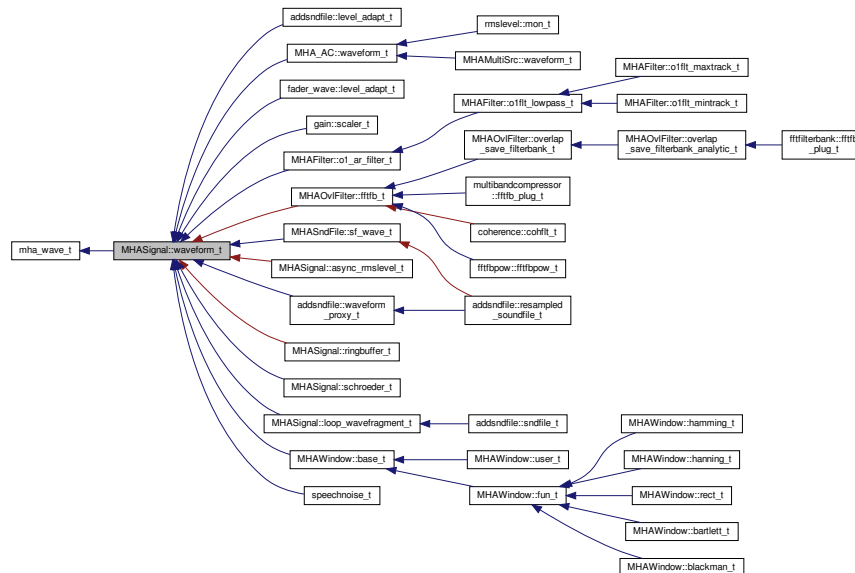 addsndfile::level_adapt_t
rmslevel::mon_t
MHA_AC::waveform_t
MHAMultiSrc::waveform_t
MHAFilter::o1flt_maxtrack_t
fader_wave::level_adapt_t
MHAFilter::o1flt_lowpass_t
MHAFilter::o1flt_mintrack_t
gain::scaler_t
MHAOvlFilter::overlap
_save_filterbank_t
MHAOvlFilter::overlap
_save_filterbank_analytic_t
fftfilterbank::fftfb
_plug_t
MHAFilter::o1_ar_filter_t
MHAOvlFilter::fftfb_t
multibandcompressor
::fftfb_plug_t
MHASndFile::sf_wave_t
coherence::cohflt_t
mha_wave_t
MHASignal::waveform_t
MHASignal::async_rmslevel_t
fftfbpow::fftfbpow_t
addsndfile::waveform
_proxy_t
addsndfile::resampled
_soundfile_t
MHASignal::ringbuffer_t
MHASignal::schroeder_t
MHASignal::loop_wavefragment_t
addsndfile::sndfile_t
MHAWindow::hamming_t
MHAWindow::base_t
MHAWindow::user_t
MHAWindow::hanning_t
speechnoise_t
MHAWindow::fun_t
MHAWindow::rect_t
MHAWindow::bartlett_t
MHAWindow::blackman_t